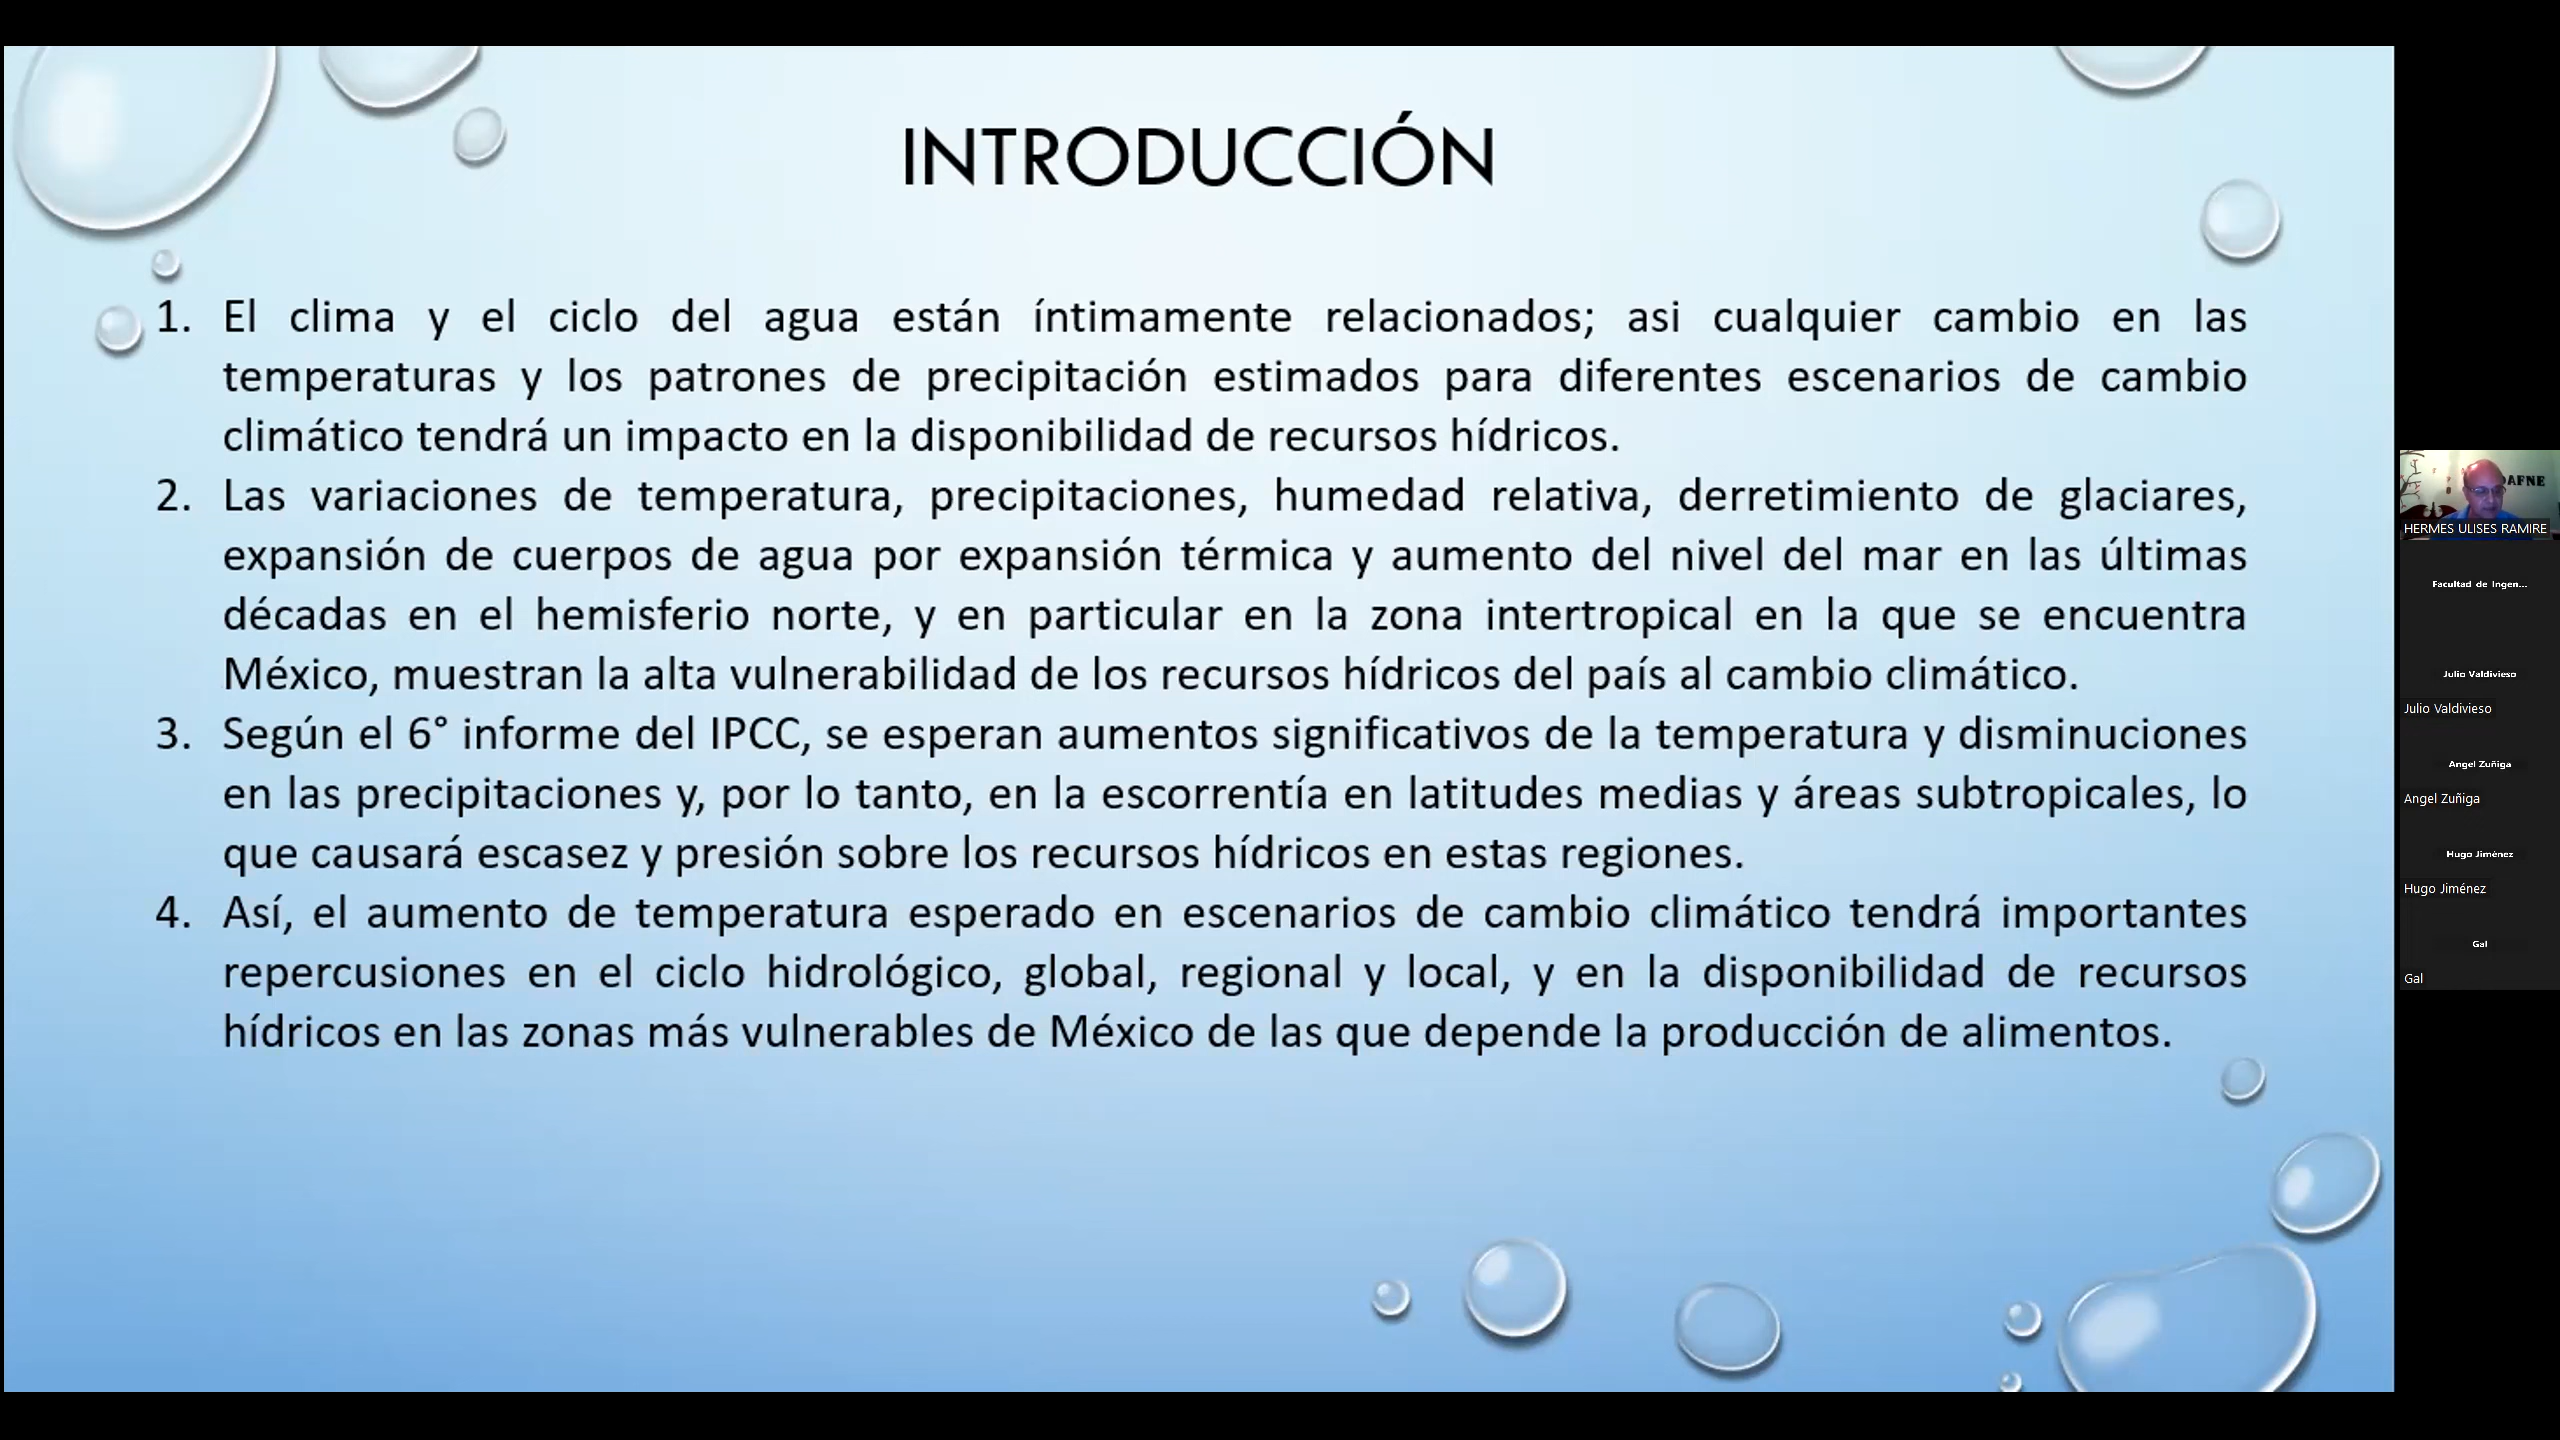 INTRODUCCIÓN
1. El clima y el ciclo del agua están íntimamente relacionados; asi cualquier cambio en las
temperaturas y los patrones de precipitación estimados para diferentes escenarios de cambio
climático tendrá un impacto en la disponibilidad de recursos hídricos.
2. Las variaciones de temperatura, precipitaciones, humedad relativa, derretimiento de glaciares,
expansión de cuerpos de agua por expansión térmica y aumento del nivel del mar en las últimas
décadas en el hemisferio norte, y en particular en la zona intertropical en la que se encuentra
México, muestran la alta vulnerabilidad de los recursos hídricos del país al cambio climático.
3. Según el 6° informe del IPCC, se esperan aumentos significativos de la temperatura y disminuciones
en las precipitaciones y, por lo tanto, en la escorrentía en latitudes medias y áreas subtropicales, lo
que causará escasez y presión sobre los recursos hídricos en estas regiones.
4. Así, el aumento de temperatura esperado en escenarios de cambio climático tendrá importantes
repercusiones en el ciclo hidrológico, global, regional y local, y en la disponibilidad de recursos
hídricos en las zonas más vulnerables de México de las que depende la producción de alimentos.
AFNE
HERMES ULISES RAMIRE
Facultad de Ingen...
Julio Valdivieso
Julio Valdivieso
Angel Zuñiga
Angel Zuñiga
Hugo Jiménez
Hugo Jiménez
Gal
Gal